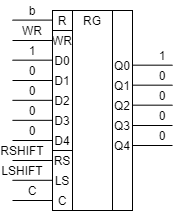 b R RG
WR WR
1 D0 Q0 1
0 D1 Q1 0
0 D2 Q2 0
0 D3 Q3 0
0 D4 Q4 0
RSHIFT RS
LSHIFT LS
C C